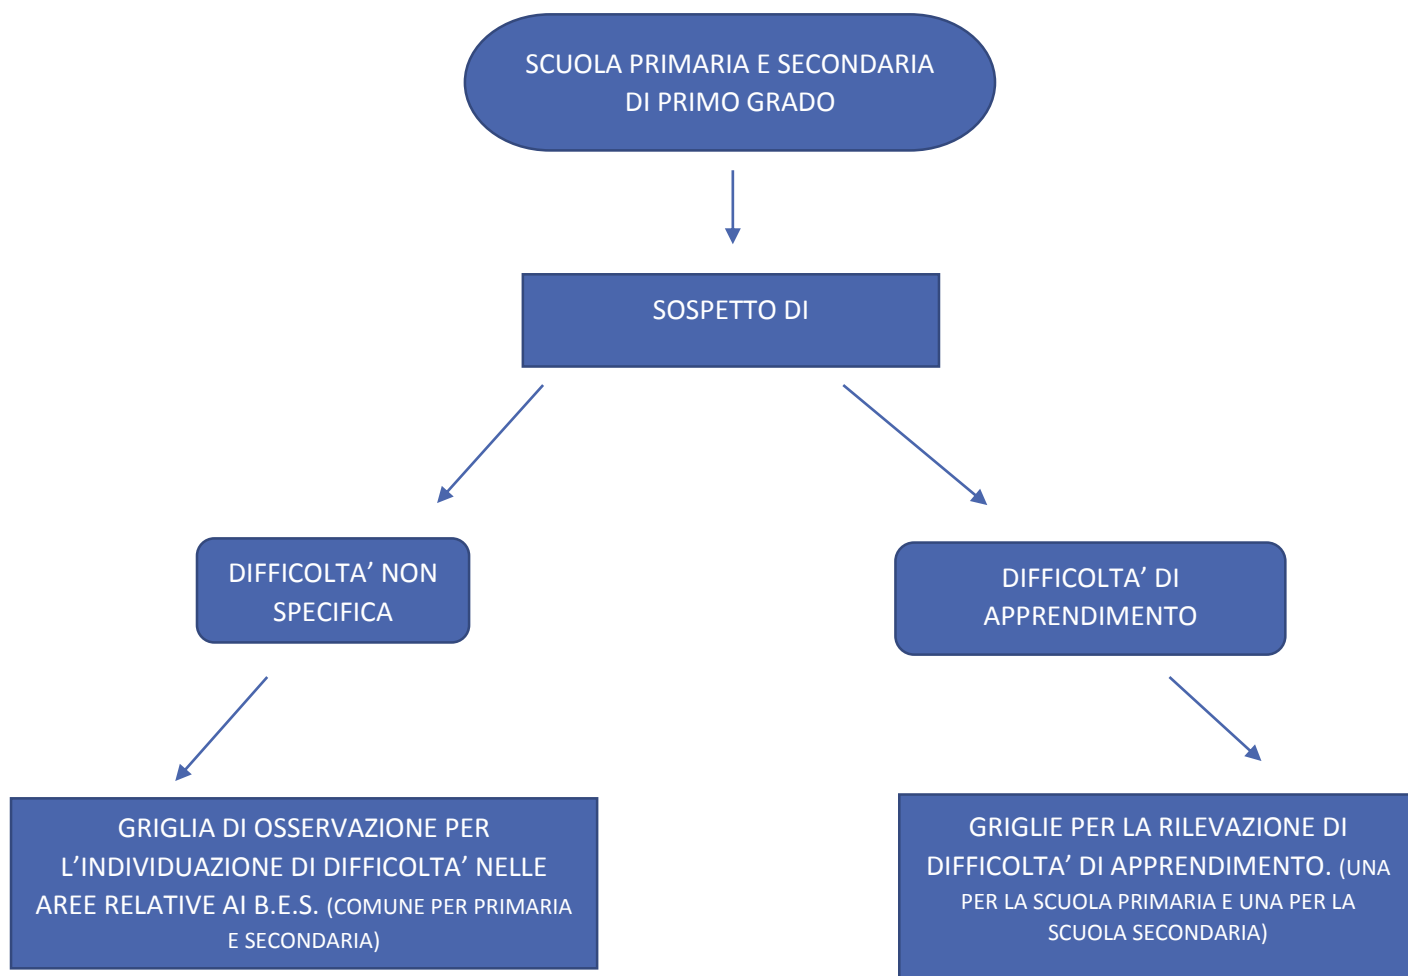 SCUOLA PRIMARIA E SECONDARIA
DI PRIMO GRADO
SOSPETTO DI
DIFFICOLTA’ NON
SPECIFICA
DIFFICOLTA’ DI
APPRENDIMENTO
GRIGLIA DI OSSERVAZIONE PER
L’INDIVIDUAZIONE DI DIFFICOLTA’ NELLE
AREE RELATIVE AI B.E.S. (COMUNE PER PRIMARIA
E SECONDARIA)
GRIGLIE PER LA RILEVAZIONE DI
DIFFICOLTA’ DI APPRENDIMENTO. (UNA
PER LA SCUOLA PRIMARIA E UNA PER LA
SCUOLA SECONDARIA)